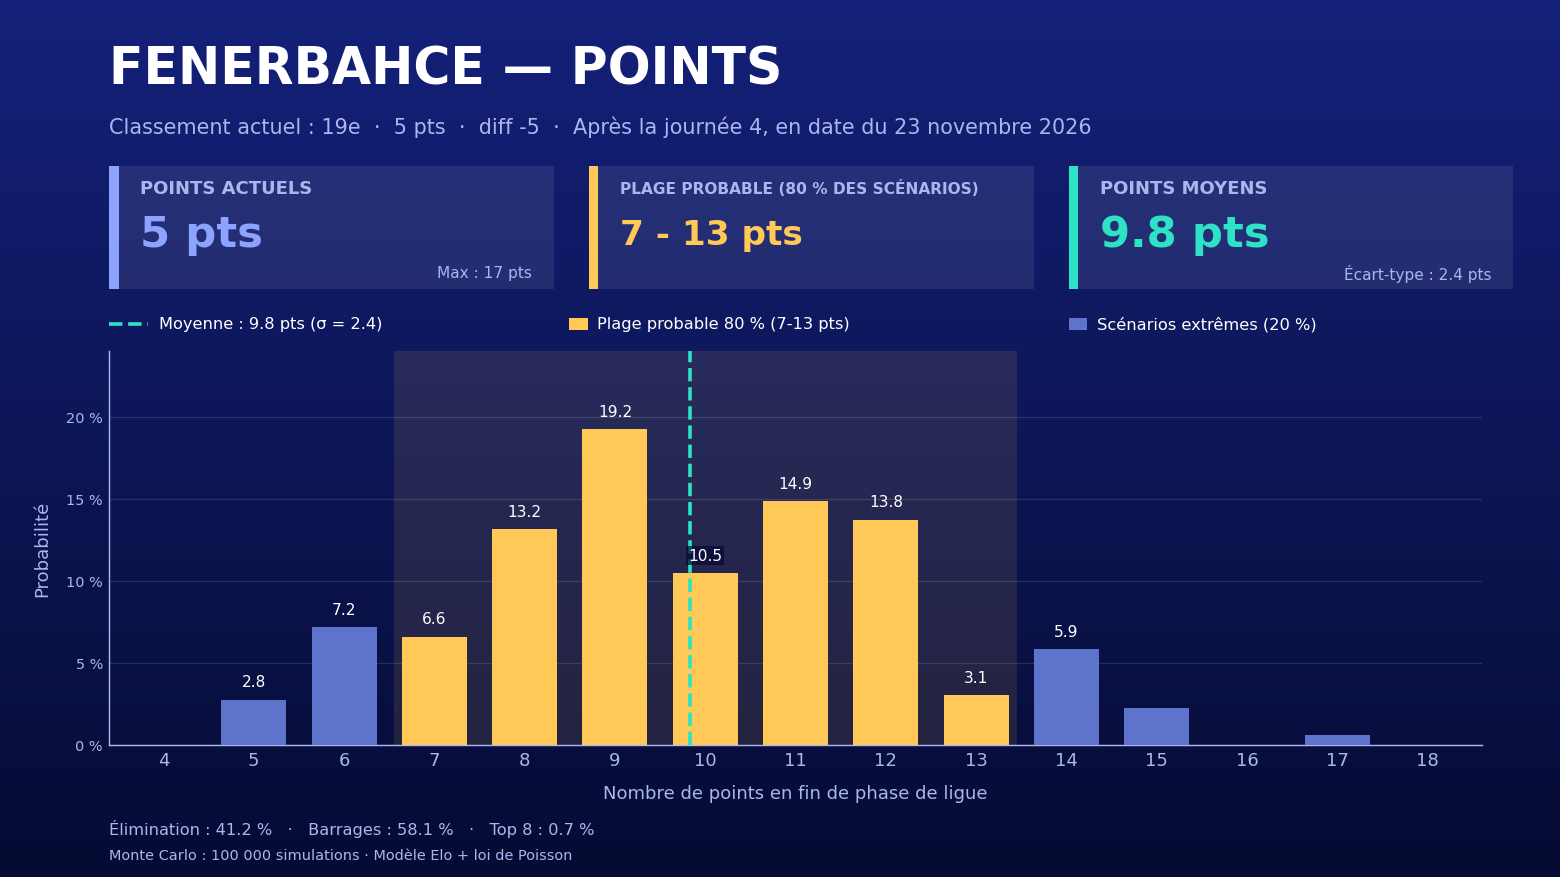 FENERBAHCE — POINTS
Classement actuel : 19e · 5 pts · diff -5 · Après la journée 4, en date du 23 novembre 2026
POINTS ACTUELS
5 pts
Max : 17 pts
PLAGE PROBABLE (80 % DES SCÉNARIOS)
7 - 13 pts
POINTS MOYENS
9.8 pts
Écart-type : 2.4 pts
Moyenne : 9.8 pts (σ = 2.4)
Plage probable 80 % (7-13 pts)
Scénarios extrêmes (20 %)
Probabilité
20 %
15 %
10 %
5 %
0 %
2.8
7.2
6.6
13.2
19.2
10.5
14.9
13.8
3.1
5.9
4 5 6 7 8 9 10 11 12 13 14 15 16 17 18
Nombre de points en fin de phase de ligue
Élimination : 41.2 % · Barrages : 58.1 % · Top 8 : 0.7 %
Monte Carlo : 100 000 simulations · Modèle Elo + loi de Poisson